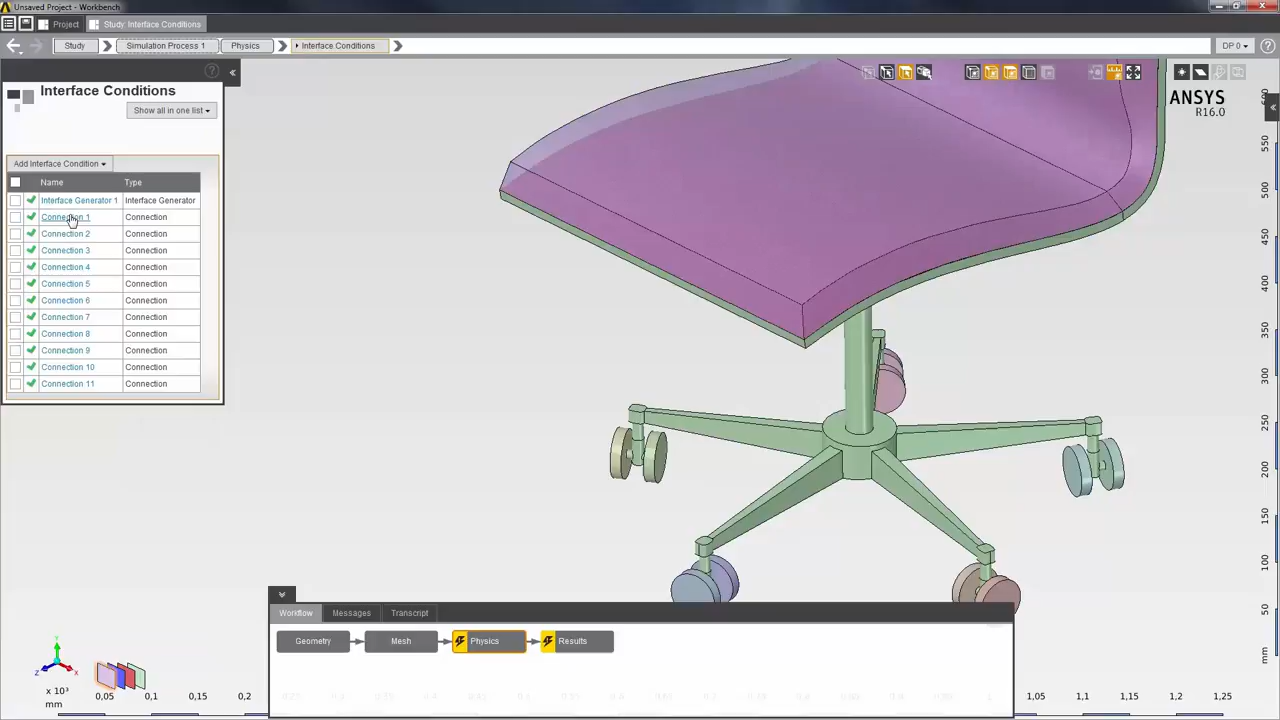 Unsaved Project - Workbench
Project
Study: Interface Conditions
Study
Simulation Process 1
Physics
Interface Conditions
DP 0
Interface Conditions
Show all in one list
ANSYS
R16.0
Add Interface Condition
Name Type
Interface Generator 1 Interface Generator
Connection 1 Connection
Connection 2 Connection
Connection 3 Connection
Connection 4 Connection
Connection 5 Connection
Connection 6 Connection
Connection 7 Connection
Connection 8 Connection
Connection 9 Connection
Connection 10 Connection
Connection 11 Connection
550
500
450
400
350
300
250
200
150
100
50
mm
Workflow Messages Transcript
Geometry Mesh Physics Results
Y
Z
X
x 10³
mm
0,05 0,1 0,15 0,2 1,05 1,1 1,15 1,2 1,25